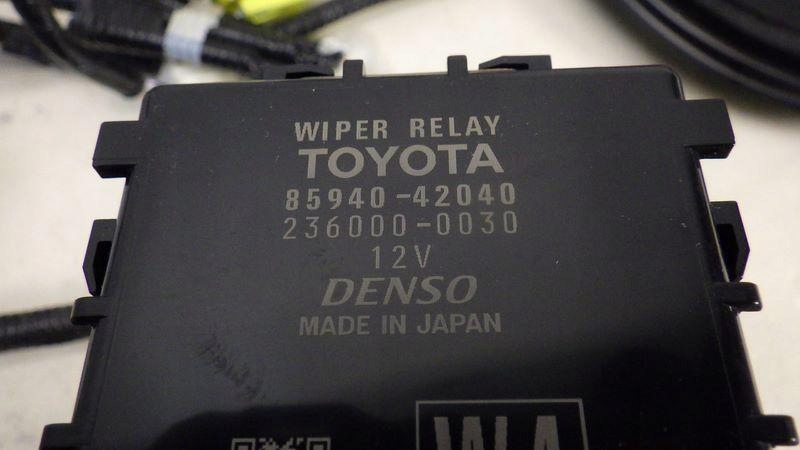 WIPER RELAY
TOYOTA
85940-42040
236000-0030
12V
DENSO
MADE IN JAPAN